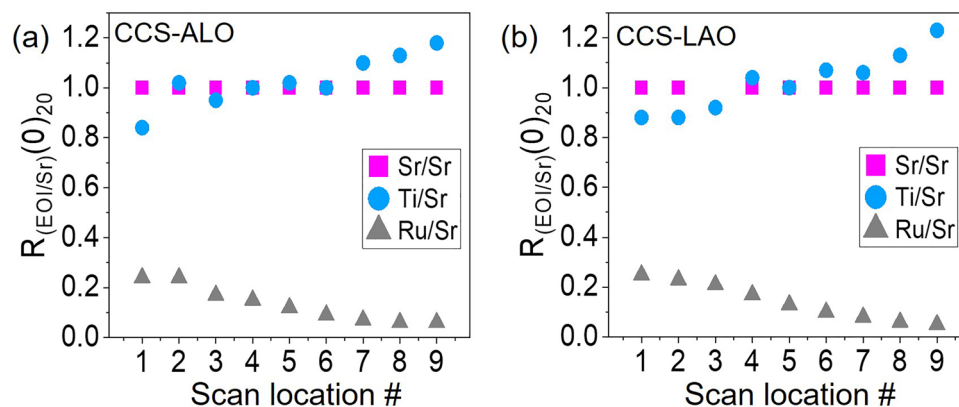 (a) CCS-ALO
R(EOI/Sr)(0)20
1.2
1.0
0.8
0.6
0.4
0.2
0.0
Sr/Sr
Ti/Sr
Ru/Sr
1 2 3 4 5 6 7 8 9
Scan location #
(b) CCS-LAO
R(EOI/Sr)(0)20
1.2
1.0
0.8
0.6
0.4
0.2
0.0
Sr/Sr
Ti/Sr
Ru/Sr
1 2 3 4 5 6 7 8 9
Scan location #